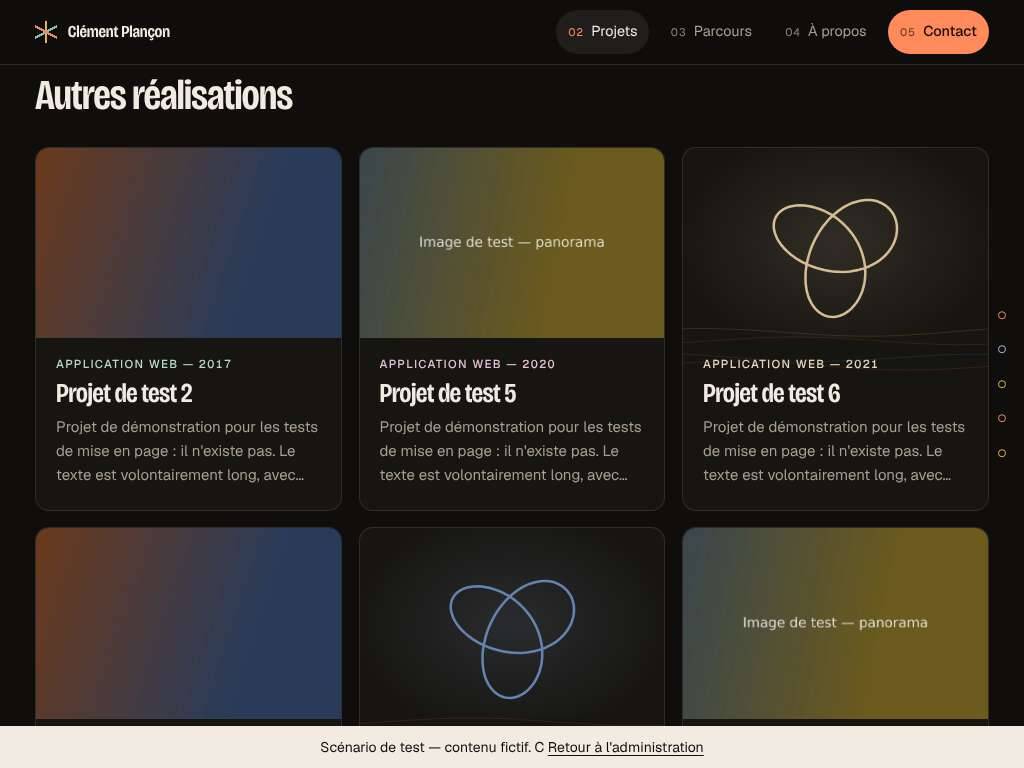 Clément Plançon
02 Projets
03 Parcours
04 À propos
05 Contact
Autres réalisations
Image de test — panorama
APPLICATION WEB — 2017
Projet de test 2
Projet de démonstration pour les tests
de mise en page : il n'existe pas. Le
texte est volontairement long, avec…
APPLICATION WEB — 2020
Projet de test 5
Projet de démonstration pour les tests
de mise en page : il n'existe pas. Le
texte est volontairement long, avec…
APPLICATION WEB — 2021
Projet de test 6
Projet de démonstration pour les tests
de mise en page : il n'existe pas. Le
texte est volontairement long, avec…
Image de test — panorama
Scénario de test — contenu fictif. C Retour à l'administration